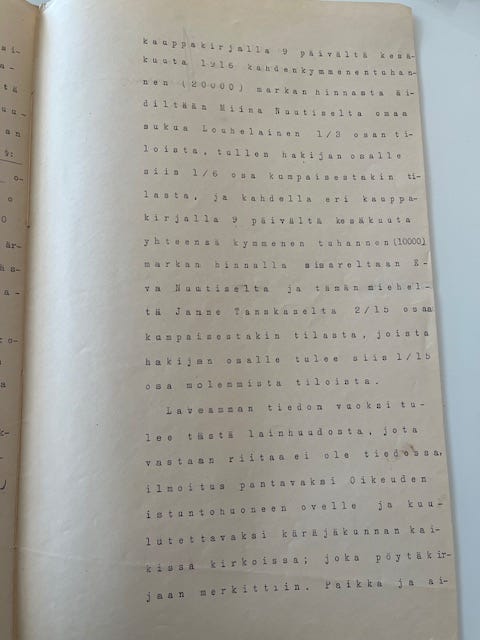 kauppakirjalla 9 päivältä kesä-
kuuta 1916 kahdenkymmenentuhan-
nen (20000) markan hinnasta äi-
diltään Miina Nuutiselta omaa
sukua Louhelainen 1/3 osan ti-
loista, tullen hakijan osalle
siis 1/6 osa kumpaisestakin ti-
lasta, ja kahdella eri kauppa-
kirjalla 9 päivältä kesäkuuta
yhteensä kymmenen tuhannen(10000)
markan hinnalla sisareltaan E-
va Nuutiselta ja tämän miehel-
tä Janne Tanskaselta 2/15 osaa
kumpaisestakin tilasta, joista
hakijan osalle tulee siis 1/15
osa molemmista tiloista.
Laveamman tiedon vuoksi tu-
lee tästä lainhuudosta, jota
vastaan riitaa ei ole tiedossa,
ilmoitus pantavaksi Oikeuden
istuntohuoneen ovelle ja kuu-
lutettavaksi käräjäkunnan kai-
kissa kirkoissa; joka pöytäkir-
jaan merkittiin. Paikka ja ai-